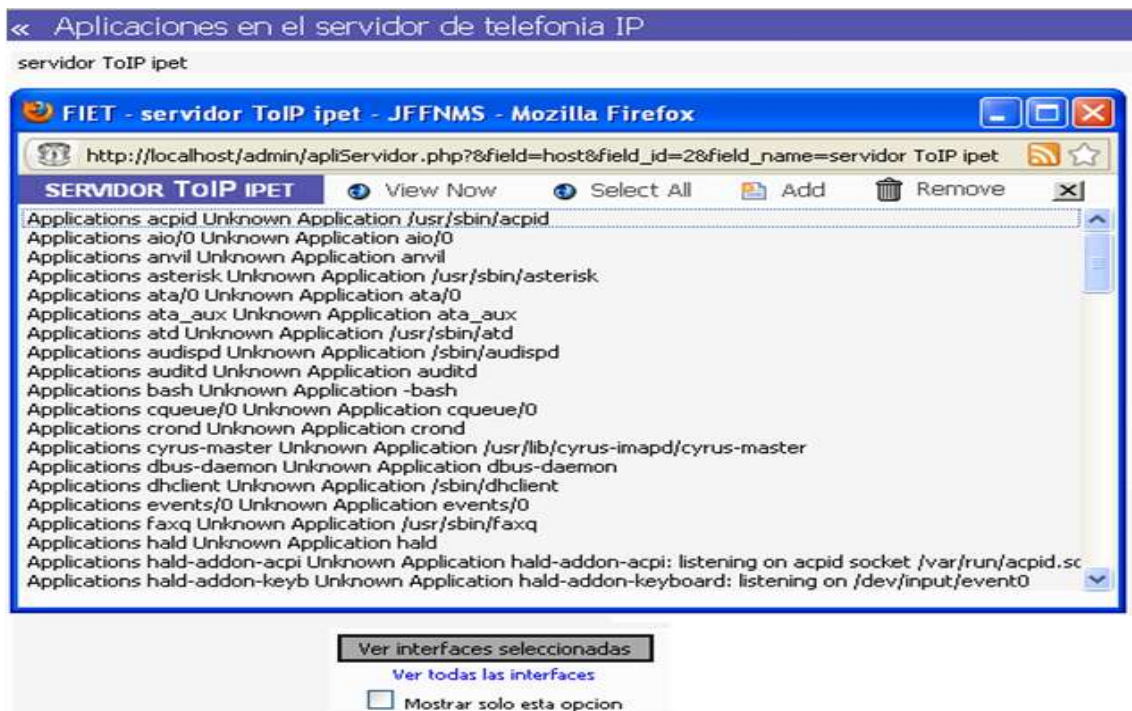 « Aplicaciones en el servidor de telefonia IP
servidor ToIP ipet
FIET - servidor ToIP ipet - JFFNMS - Mozilla Firefox
http://localhost/admin/apliServidor.php?&field=host&field_id=2&field_name=servidor ToIP ipet
SERVIDOR TOIP IPET View Now Select All Add Remove
Applications acpid Unknown Application /usr/sbin/acpid
Applications aio/0 Unknown Application aio/0
Applications anvil Unknown Application anvil
Applications asterisk Unknown Application /usr/sbin/asterisk
Applications ata/0 Unknown Application ata/0
Applications ata_aux Unknown Application ata_aux
Applications atd Unknown Application /usr/sbin/atd
Applications audispd Unknown Application /sbin/audispd
Applications auditd Unknown Application auditd
Applications bash Unknown Application -bash
Applications cqueue/0 Unknown Application cqueue/0
Applications crond Unknown Application crond
Applications cyrus-master Unknown Application /usr/lib/cyrus-imapd/cyrus-master
Applications dbus-daemon Unknown Application dbus-daemon
Applications dhclient Unknown Application /sbin/dhclient
Applications events/0 Unknown Application events/0
Applications faxq Unknown Application /usr/sbin/faxq
Applications hald Unknown Application hald
Applications hald-addon-acpi Unknown Application hald-addon-acpi: listening on acpid socket /var/run/acpid.sc
Applications hald-addon-keyb Unknown Application hald-addon-keyboard: listening on /dev/input/event0
Ver interfaces seleccionadas
Ver todas las interfaces
Mostrar solo esta opcion